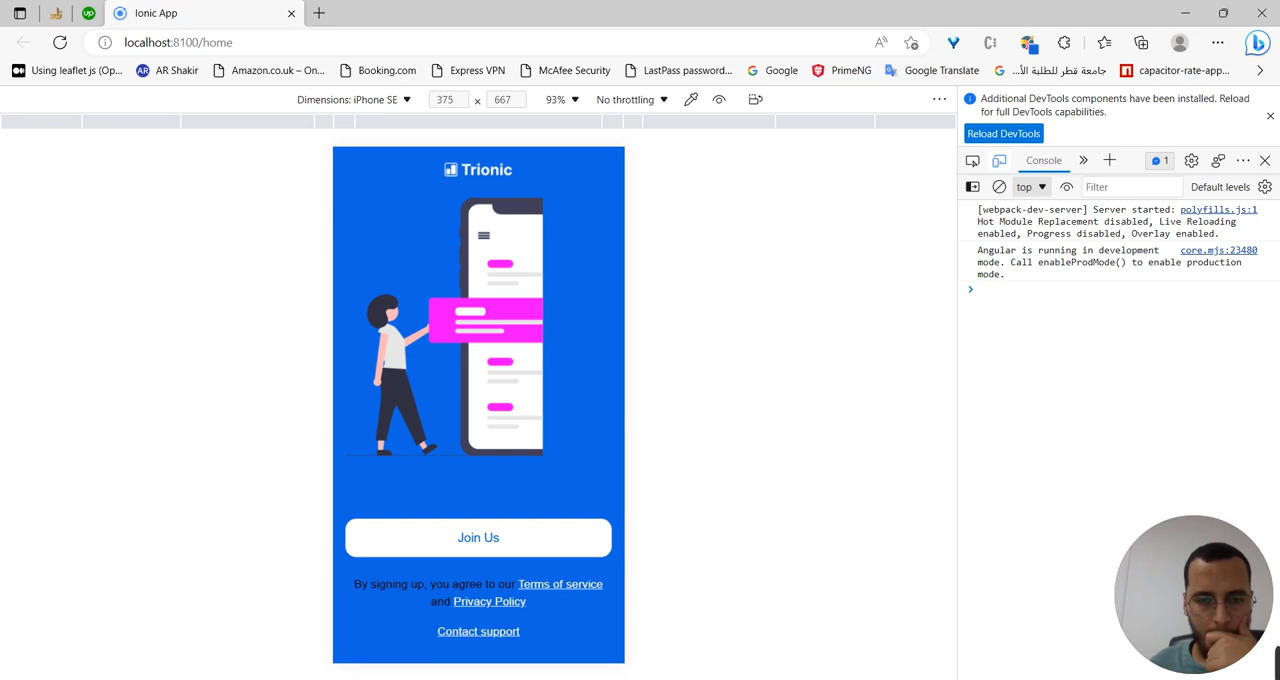 Ionic App
localhost:8100/home
Using leaflet js (Op...
AR Shakir
Amazon.co.uk – On...
Booking.com
Express VPN
McAfee Security
LastPass password...
Google
PrimeNG
Google Translate
جامعة قطر للطلبة الأ...
capacitor-rate-app...
Dimensions: iPhone SE
375 x 667
93%
No throttling
Additional DevTools components have been installed. Reload
for full DevTools capabilities.
Reload DevTools
Console
1
top
Filter
Default levels
[webpack-dev-server] Server started: polyfills.js:1
Hot Module Replacement disabled, Live Reloading
enabled, Progress disabled, Overlay enabled.
Angular is running in development core.mjs:23480
mode. Call enableProdMode() to enable production
mode.
Trionic
Join Us
By signing up, you agree to our Terms of service
and Privacy Policy
Contact support